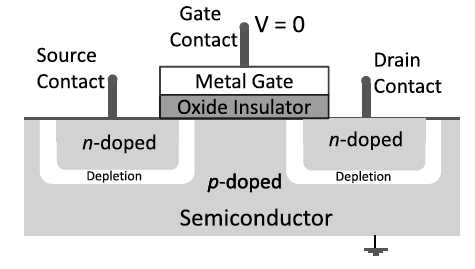 Gate
Contact
V = 0
Source
Contact
Drain
Contact
Metal Gate
Oxide Insulator
n-doped
n-doped
Depletion
p-doped
Depletion
Semiconductor